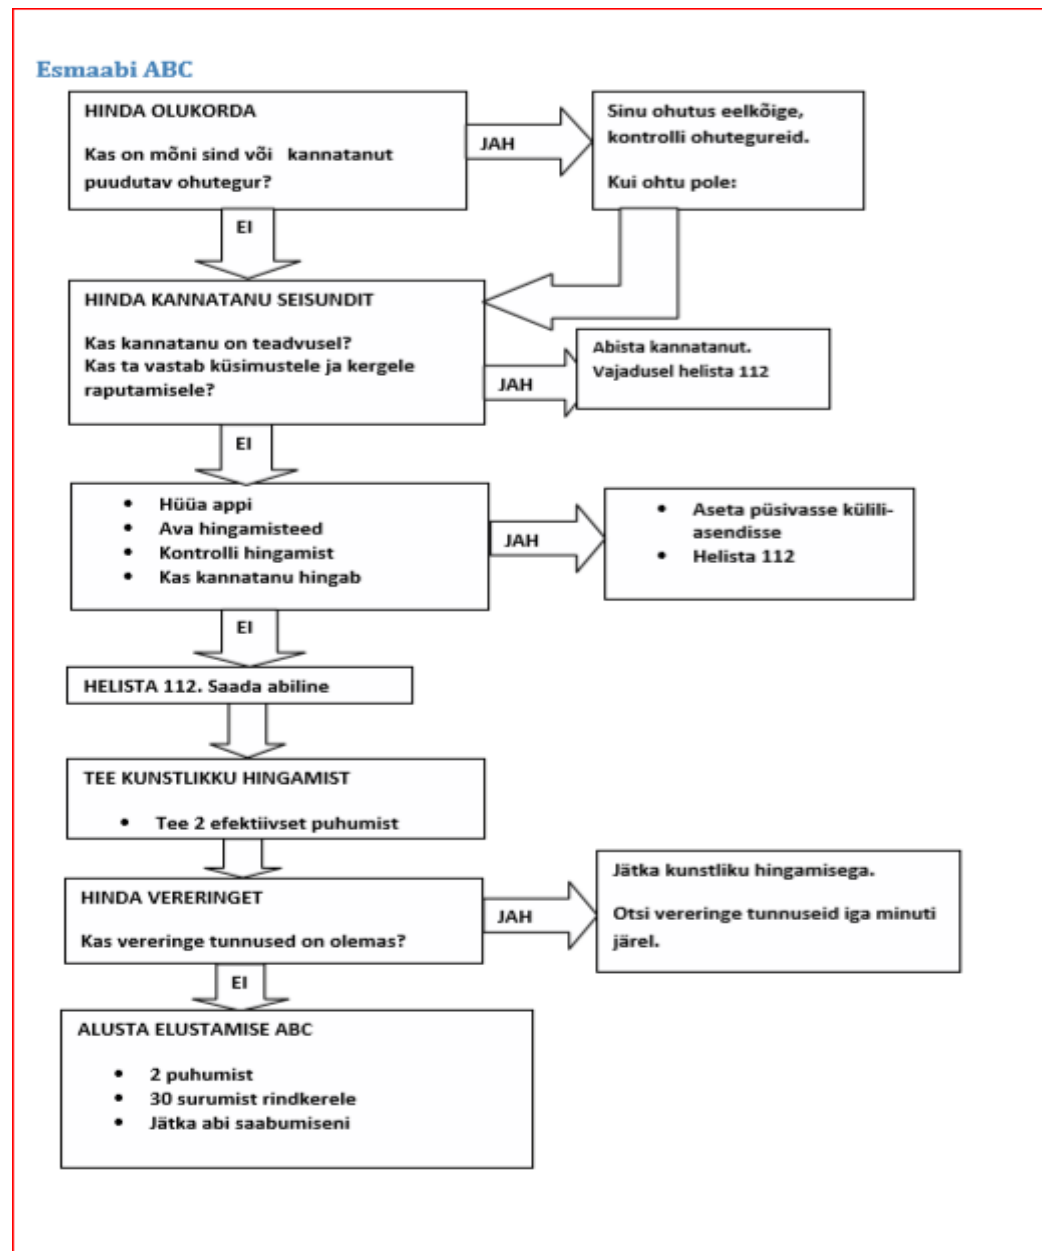 Esmaabi ABC
HINDA OLUKORDA
Kas on mõni sind või kannatanut
puudutav ohutegur?
JAH
Sinu ohutus eelkõige,
kontrolli ohutegureid.
Kui ohtu pole:
EI
HINDA KANNATANU SEISUNDIT
Kas kannatanu on teadvusel?
Kas ta vastab küsimustele ja kergele
raputamisele?
JAH
Abista kannatanut.
Vajadusel helista 112
EI
• Hüüa appi
• Ava hingamisteed
• Kontrolli hingamist
• Kas kannatanu hingab
JAH
• Aseta püsivasse külili-
asendisse
• Helista 112
EI
HELISTA 112. Saada abiline
TEE KUNSTLIKKU HINGAMIST
• Tee 2 efektiivset puhumist
HINDA VERERINGET
Kas vereringe tunnused on olemas?
JAH
Jätka kunstliku hingamisega.
Otsi vereringe tunnuseid iga minuti
järel.
EI
ALUSTA ELUSTAMISE ABC
• 2 puhumist
• 30 surumist rindkerele
• Jätka abi saabumiseni